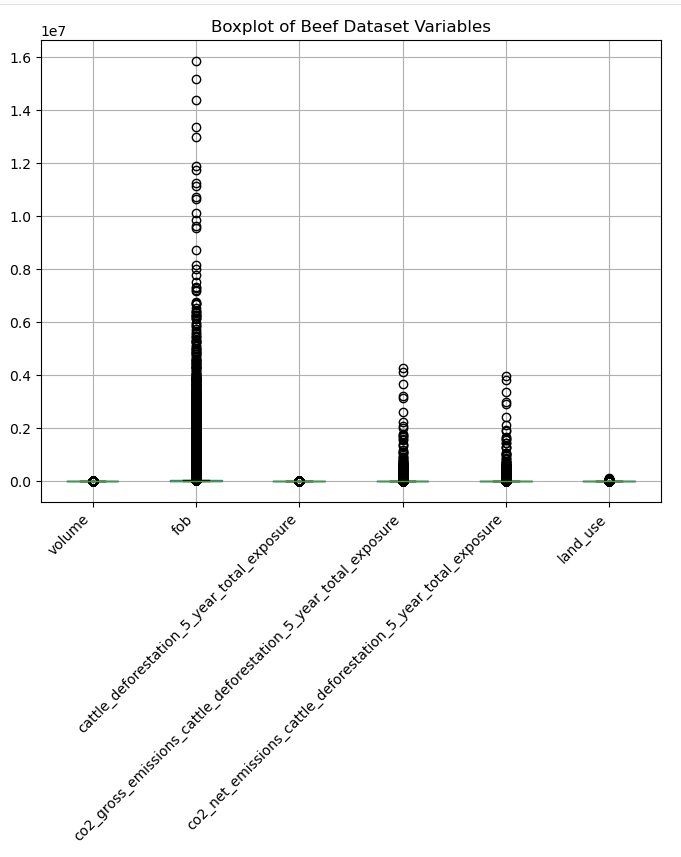 Boxplot of Beef Dataset Variables
1e7
1.6
1.4
1.2
1.0
0.8
0.6
0.4
0.2
0.0
volume
fob
cattle_deforestation_5_year_total_exposure
co2_gross_emissions_cattle_deforestation_5_year_total_exposure
co2_net_emissions_cattle_deforestation_5_year_total_exposure
land_use